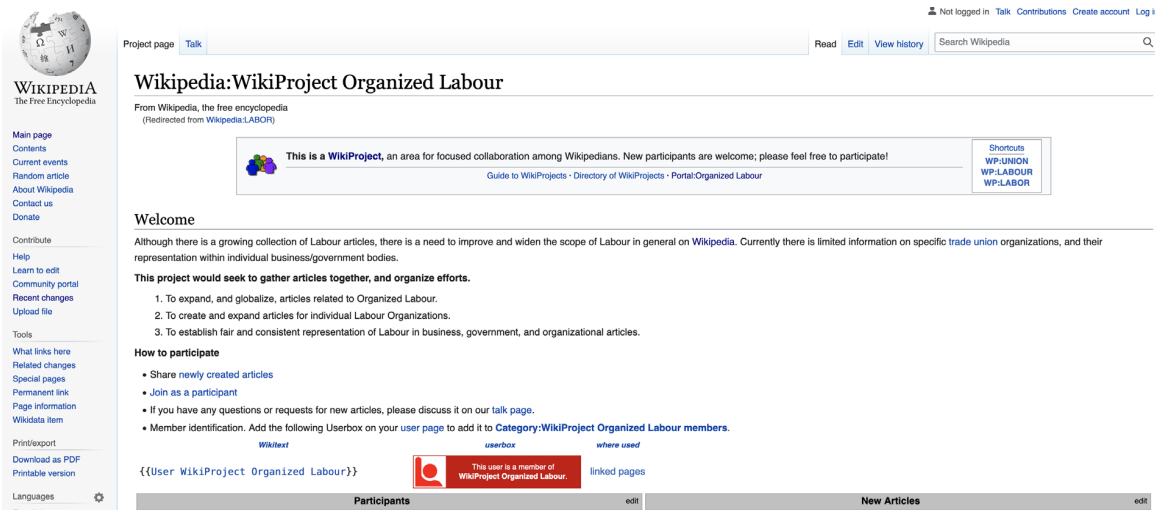 Not logged in Talk Contributions Create account Log i
Project page Talk
Read Edit View history Search Wikipedia
WIKIPEDIA
The Free Encyclopedia
Main page
Contents
Current events
Random article
About Wikipedia
Contact us
Donate
Contribute
Help
Learn to edit
Community portal
Recent changes
Upload file
Tools
What links here
Related changes
Special pages
Permanent link
Page information
Wikidata item
Print/export
Download as PDF
Printable version
Languages
Wikipedia:WikiProject Organized Labour
From Wikipedia, the free encyclopedia
(Redirected from Wikipedia:LABOR)
This is a WikiProject, an area for focused collaboration among Wikipedians. New participants are welcome; please feel free to participate!
Guide to WikiProjects · Directory of WikiProjects · Portal:Organized Labour
Shortcuts
WP:UNION
WP:LABOUR
WP:LABOR
Welcome
Although there is a growing collection of Labour articles, there is a need to improve and widen the scope of Labour in general on Wikipedia. Currently there is limited information on specific trade union organizations, and their
representation within individual business/government bodies.
This project would seek to gather articles together, and organize efforts.
1. To expand, and globalize, articles related to Organized Labour.
2. To create and expand articles for individual Labour Organizations.
3. To establish fair and consistent representation of Labour in business, government, and organizational articles.
How to participate
• Share newly created articles
• Join as a participant
• If you have any questions or requests for new articles, please discuss it on our talk page.
• Member identification. Add the following Userbox on your user page to add it to Category:WikiProject Organized Labour members.
Wikitext userbox where used
{{User WikiProject Organized Labour}}
This user is a member of
WikiProject Organized Labour.
linked pages
Participants edit
New Articles edit